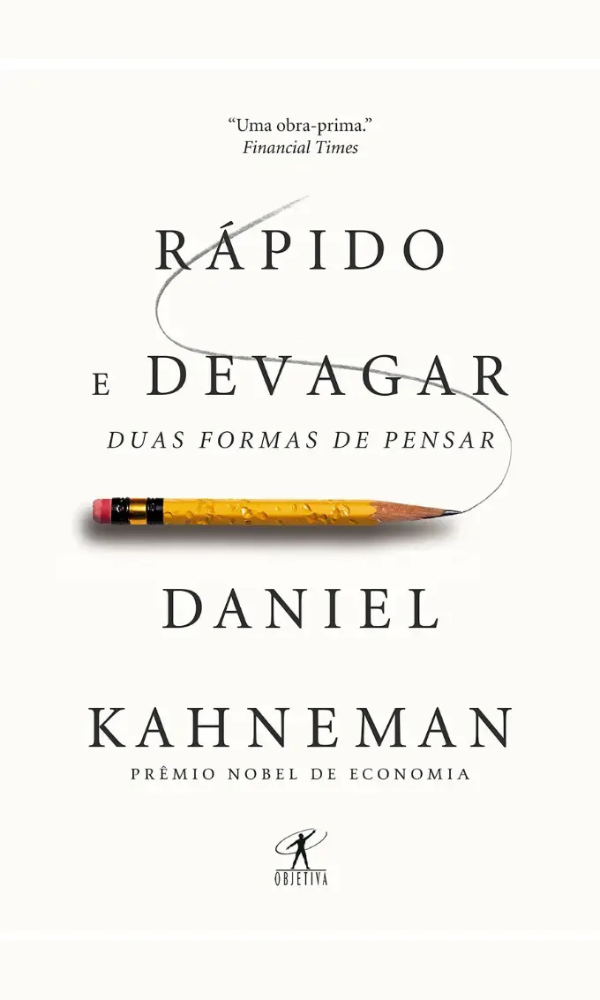 “Uma obra-prima.”
Financial Times
RÁPIDO
E DEVAGAR
DUAS FORMAS DE PENSAR
DANIEL
KAHNEMAN
PRÊMIO NOBEL DE ECONOMIA
OBJETIVA